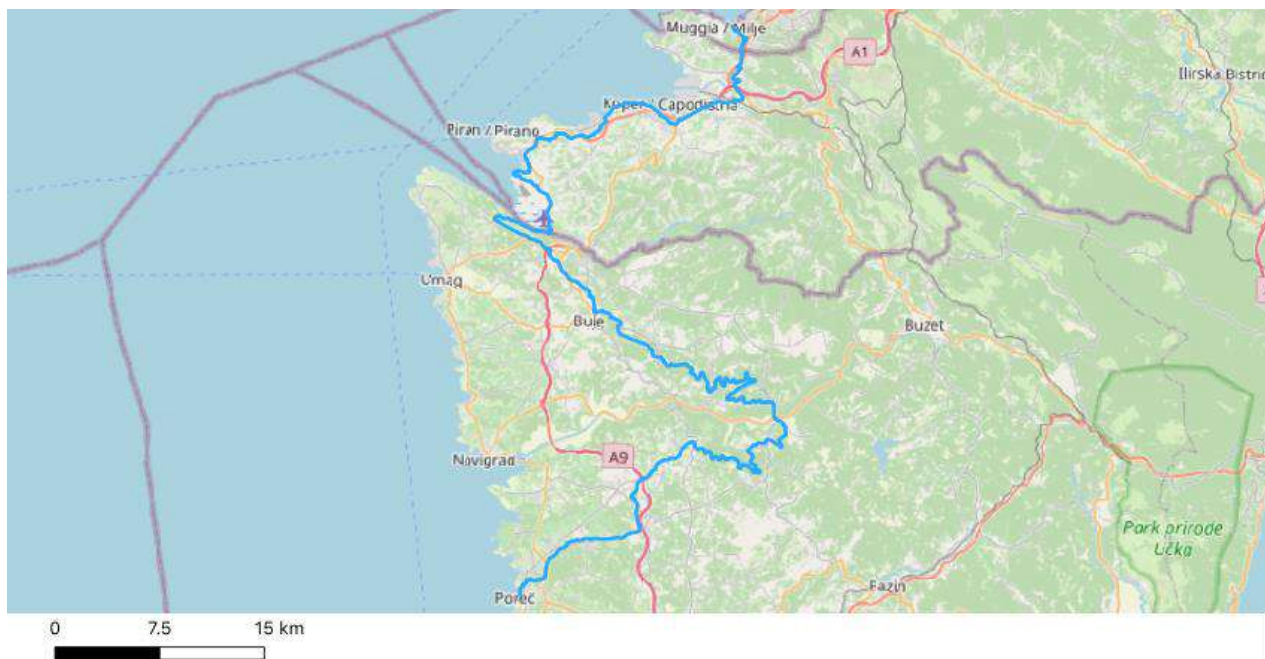 Muggia / Milje
A1
Ilirska Bistric
Koper / Capodistria
Piran / Pirano
Umag
Buje
Buzet
Novigrad
A9
Park prirode
Učka
Poreč
0 7.5 15 km